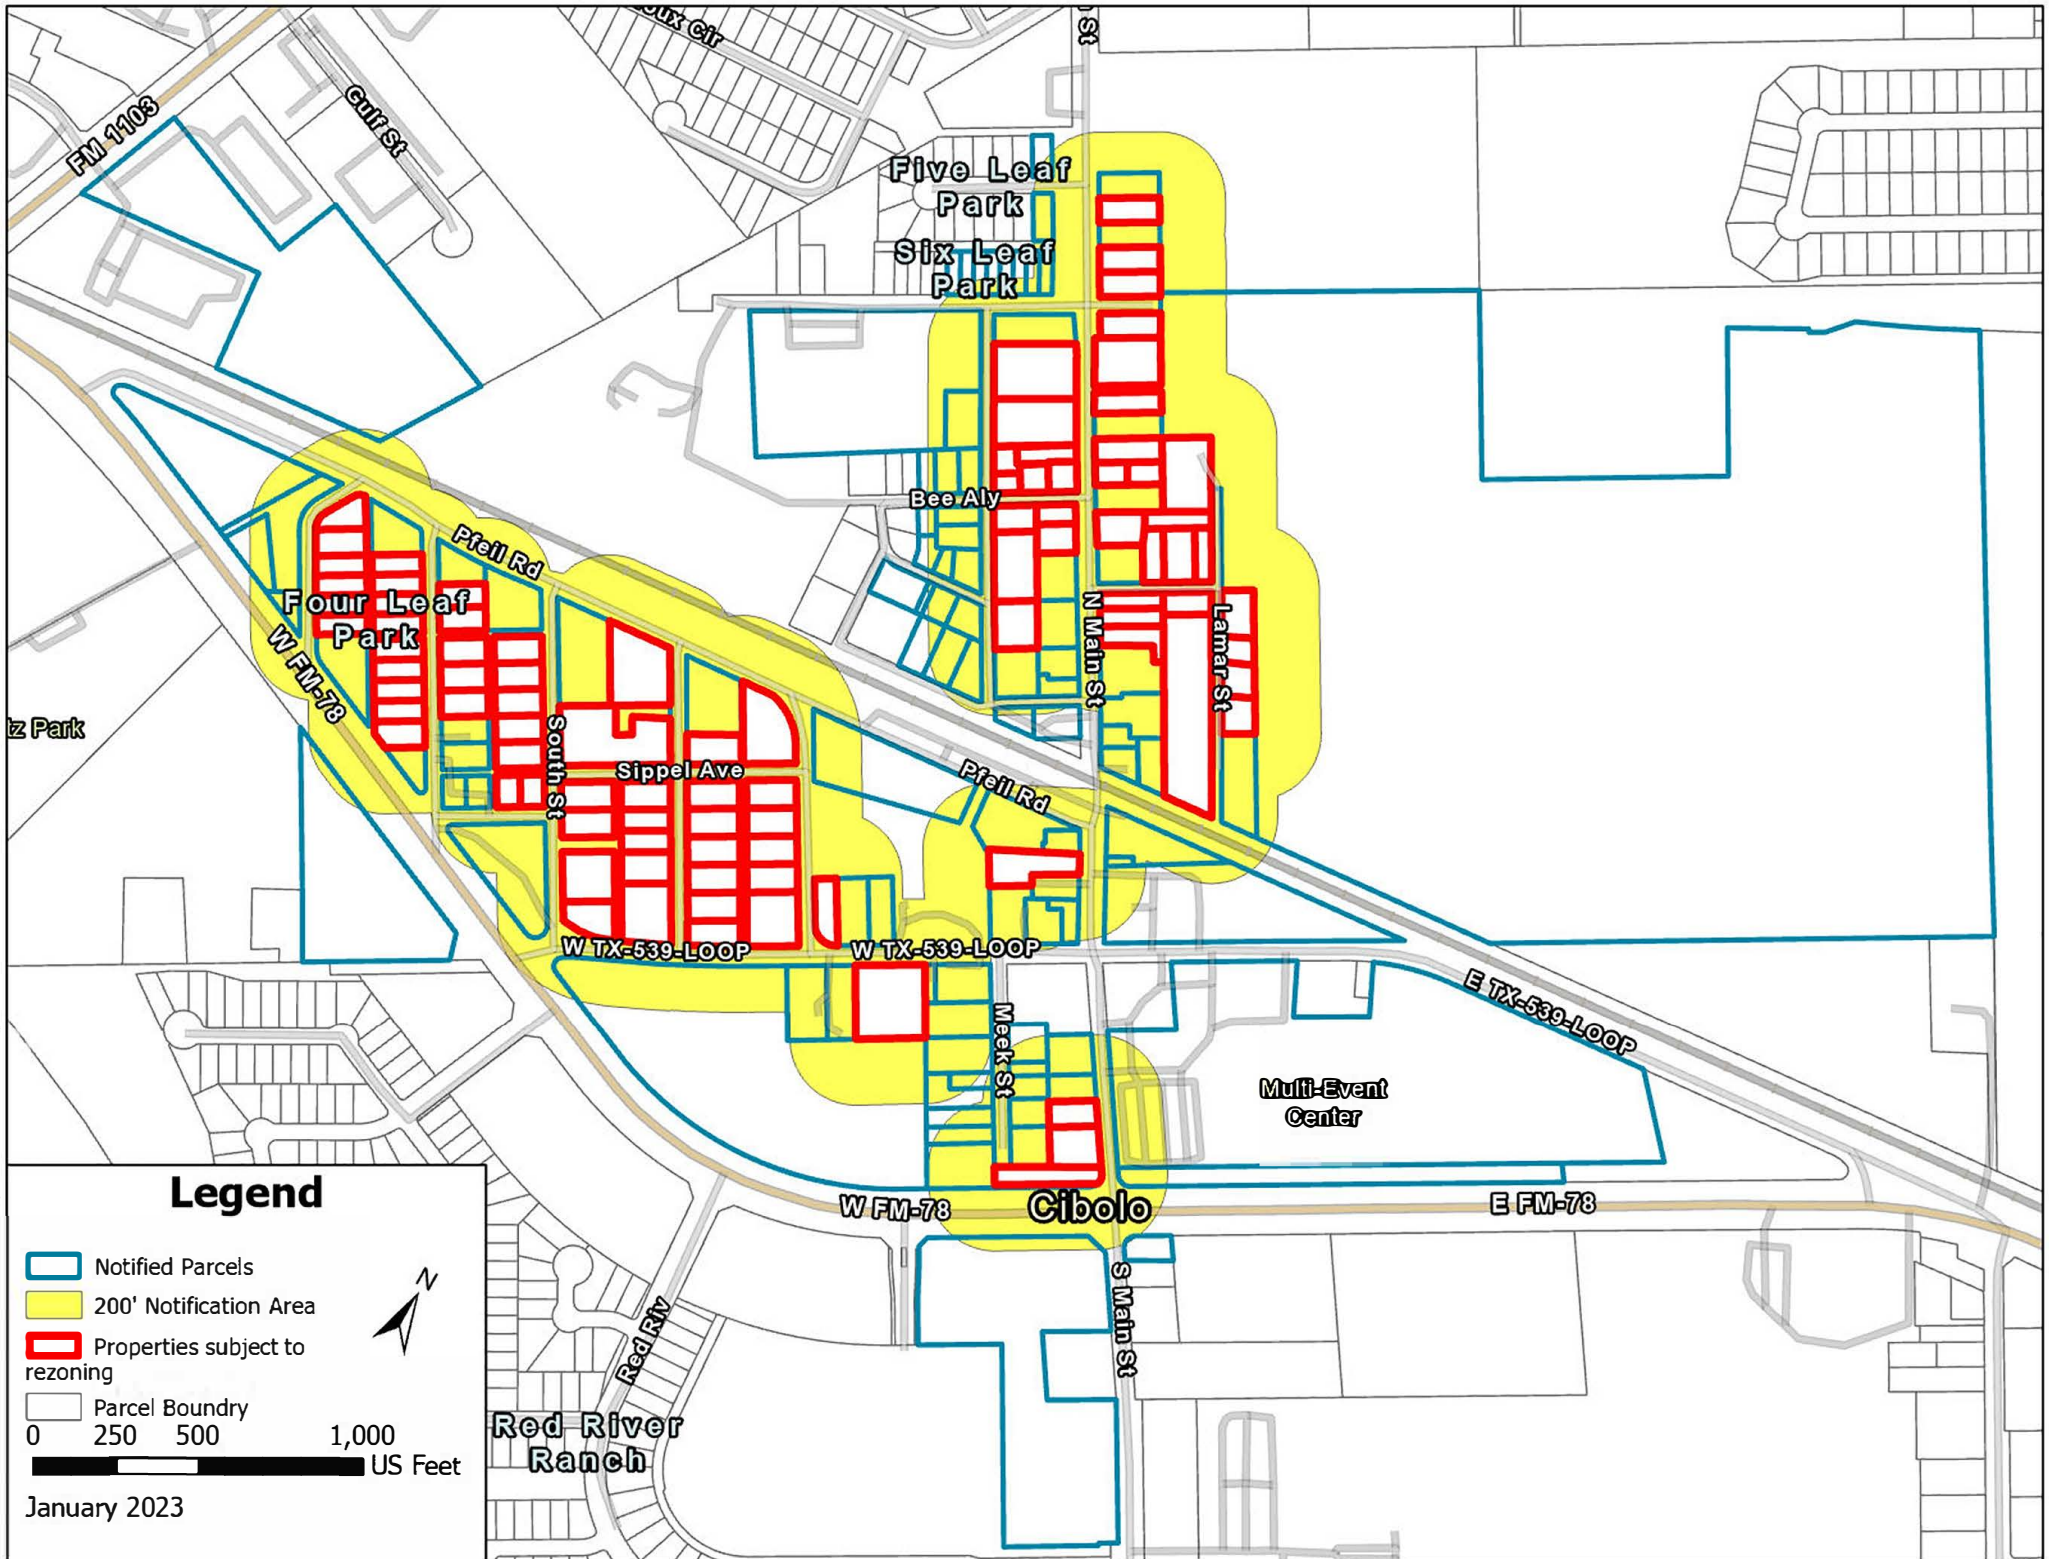 Cir
St
FM 1103
Gulf St
Five Leaf
Park
Six Leaf
Park
Bee Aly
Pfeil Rd
Four Leaf
Park
W FM-78
N Main St
Lamar St
Park
South St
Sippel Ave
Pfeil Rd
W TX-539-LOOP
W TX-539-LOOP
E TX-539-LOOP
Meek St
Multi-Event
Center
W FM-78
Cibolo
E FM-78
S Main St
Red Riv
Red River
Ranch
Legend
Notified Parcels
200' Notification Area
Properties subject to
rezoning
Parcel Boundry
N
0 250 500 1,000
US Feet
January 2023